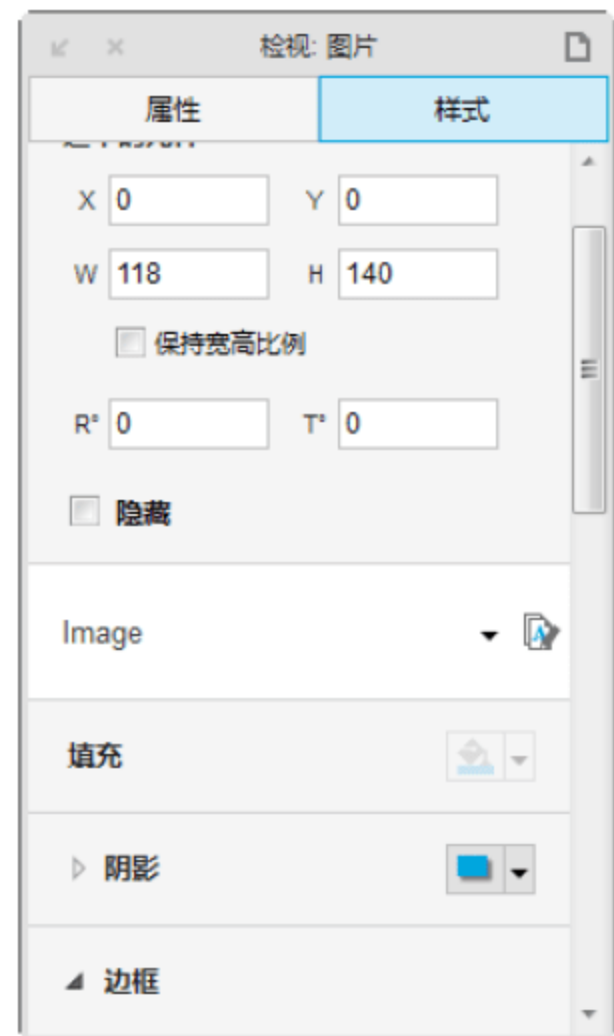 检视: 图片
属性 样式
X 0 Y 0
W 118 H 140
保持宽高比例
R° 0 T° 0
隐藏
Image
填充
阴影
边框